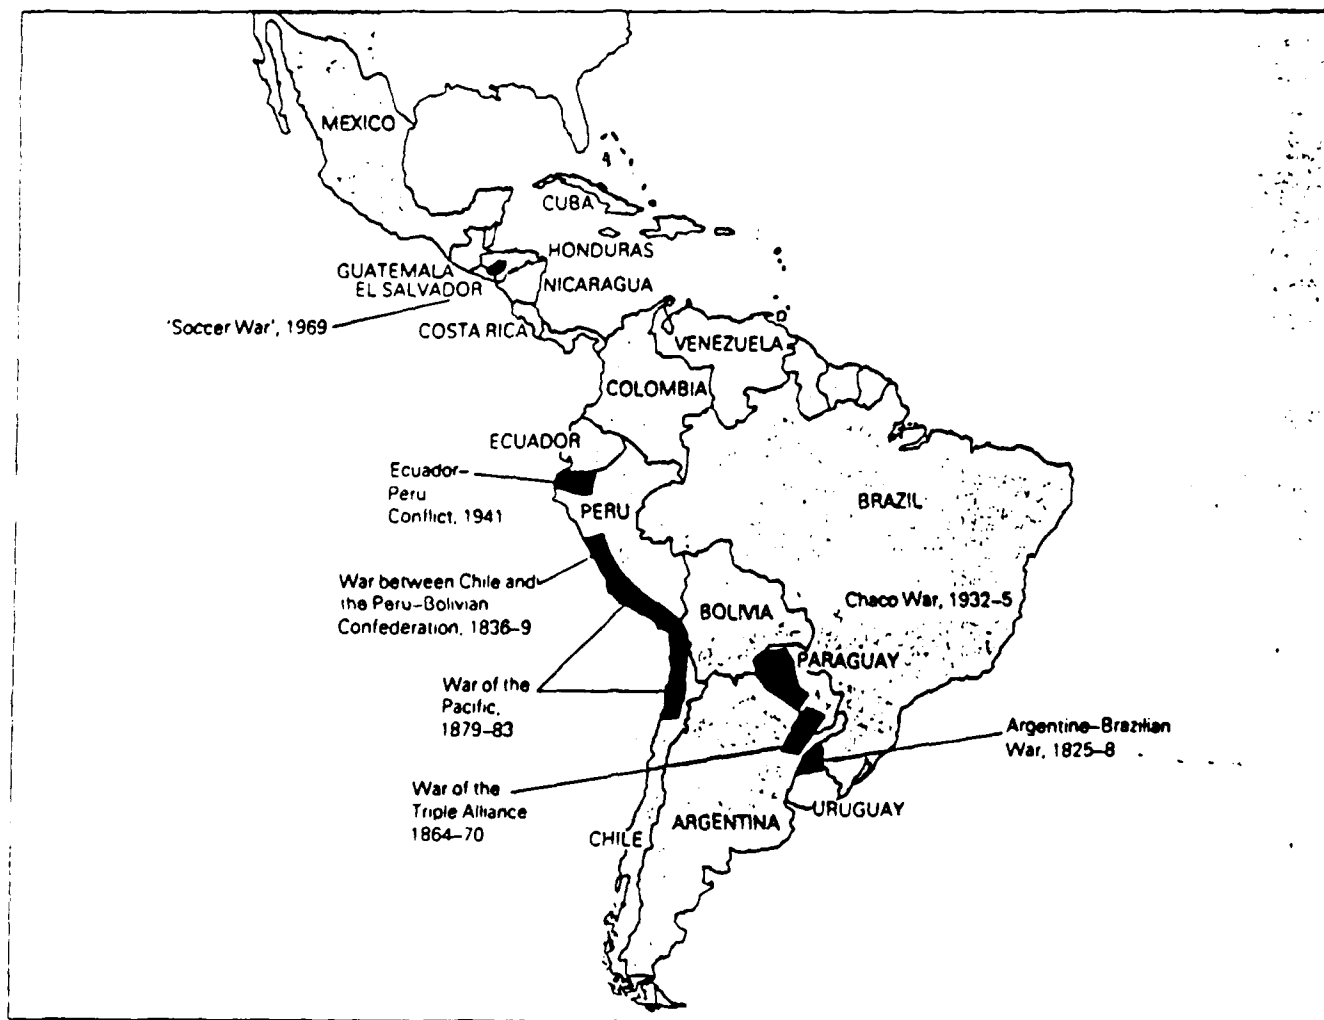 MEXICO
CUBA
HONDURAS
GUATEMALA
EL SALVADOR
NICARAGUA
'Soccer War', 1969
COSTA RICA
VENEZUELA
COLOMBIA
ECUADOR
Ecuador–
Peru
Conflict, 1941
PERU
BRAZIL
War between Chile and
the Peru–Bolivian
Confederation, 1836–9
BOLIVIA
Chaco War, 1932–5
PARAGUAY
War of the
Pacific,
1879–83
Argentine–Brazilian
War, 1825–8
War of the
Triple Alliance
1864–70
URUGUAY
ARGENTINA
CHILE